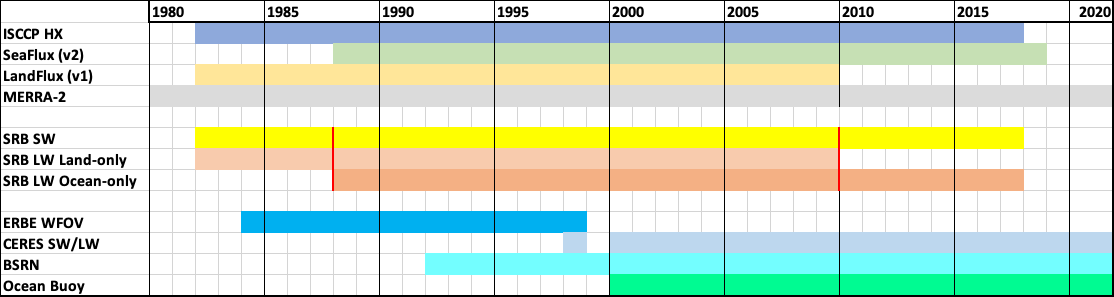 1980 1985 1990 1995 2000 2005 2010 2015 2020
ISCCP HX
SeaFlux (v2)
LandFlux (v1)
MERRA-2
SRB SW
SRB LW Land-only
SRB LW Ocean-only
ERBE WFOV
CERES SW/LW
BSRN
Ocean Buoy